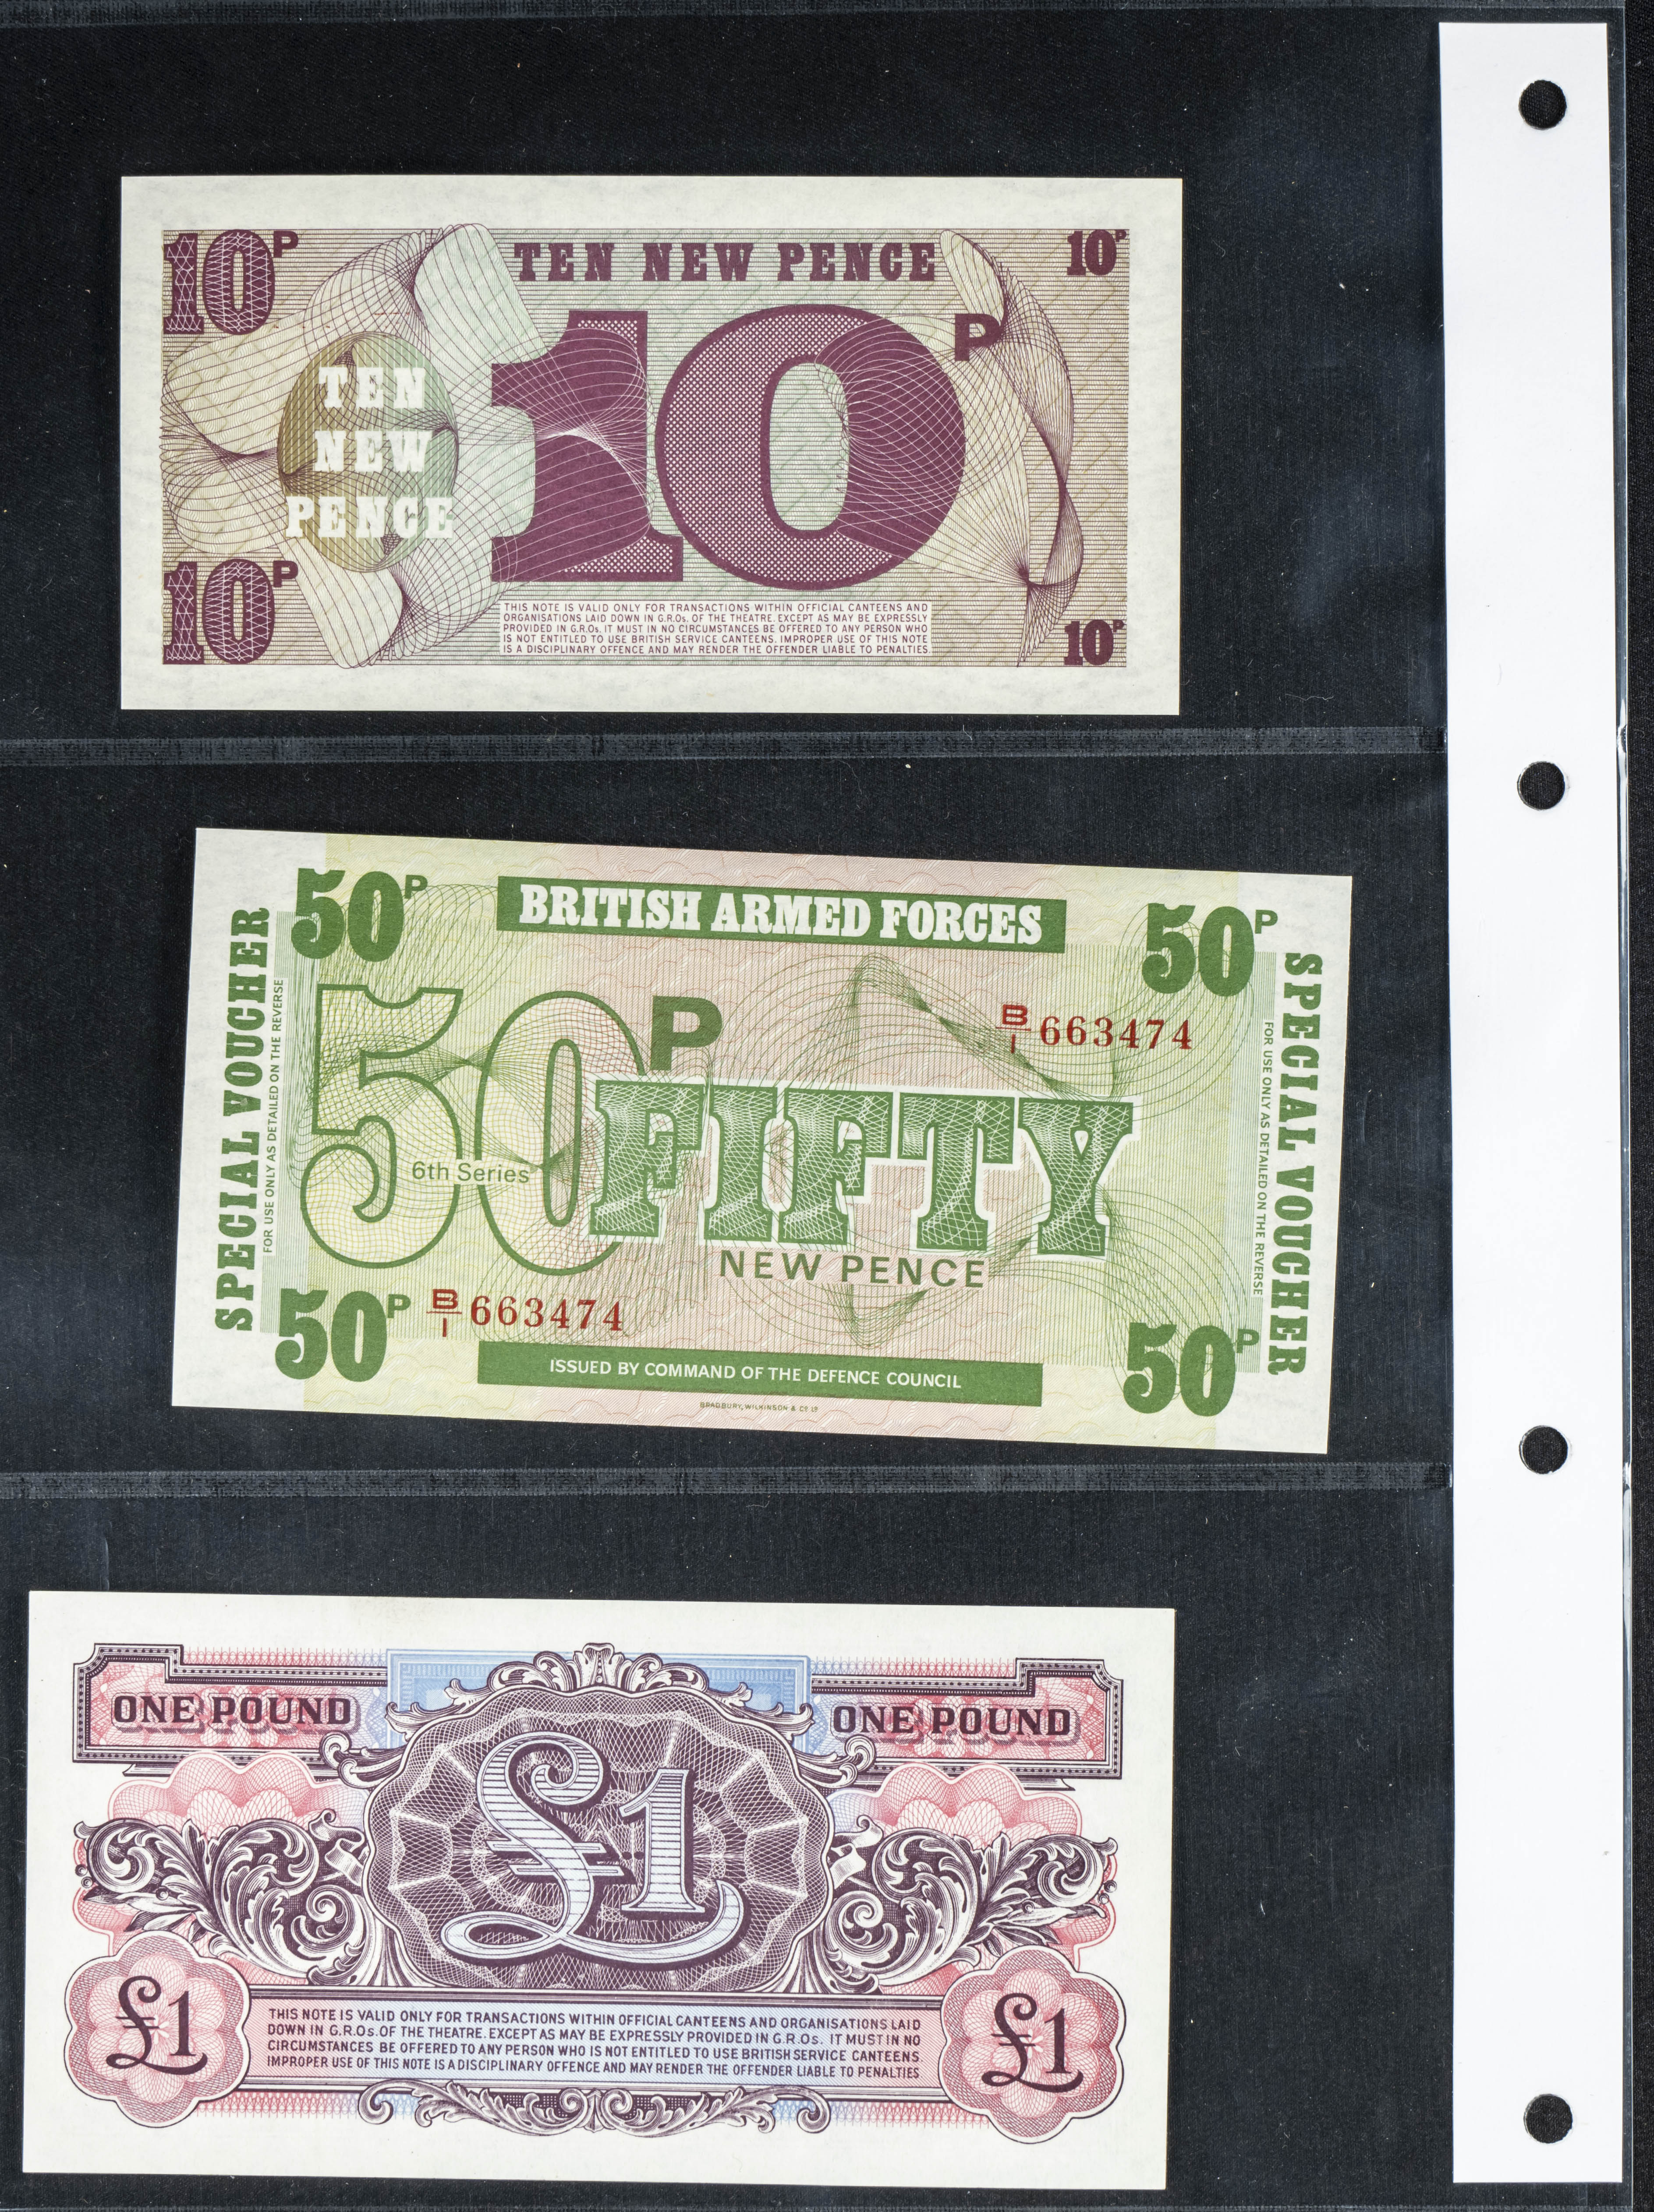 10P
TEN NEW PENCE
10P
10P
TEN
NEW
PENCE
10P
10P
THIS NOTE IS VALID ONLY FOR TRANSACTIONS WITHIN OFFICIAL CANTEENS AND
ORGANISATIONS LAID DOWN IN G.R.Os. OF THE THEATRE. EXCEPT AS MAY BE EXPRESSLY
PROVIDED IN G.R.Os. IT MUST IN NO CIRCUMSTANCES BE OFFERED TO ANY PERSON WHO
IS NOT ENTITLED TO USE BRITISH SERVICE CANTEENS. IMPROPER USE OF THIS NOTE
IS A DISCIPLINARY OFFENCE AND MAY RENDER THE OFFENDER LIABLE TO PENALTIES
50P
BRITISH ARMED FORCES
50P
SPECIAL VOUCHER
FOR USE ONLY AS DETAILED ON THE REVERSE
50P
B/1 663474
FIFTY
6th Series
NEW PENCE
SPECIAL VOUCHER
FOR USE ONLY AS DETAILED ON THE REVERSE
50P
B/1 663474
50P
ISSUED BY COMMAND OF THE DEFENCE COUNCIL
BRADBURY, WILKINSON & Co Ld
ONE POUND
ONE POUND
£1
£1
THIS NOTE IS VALID ONLY FOR TRANSACTIONS WITHIN OFFICIAL CANTEENS AND ORGANISATIONS LAID
DOWN IN G.R.Os. OF THE THEATRE. EXCEPT AS MAY BE EXPRESSLY PROVIDED IN G.R.Os. IT MUST IN NO
CIRCUMSTANCES BE OFFERED TO ANY PERSON WHO IS NOT ENTITLED TO USE BRITISH SERVICE CANTEENS.
IMPROPER USE OF THIS NOTE IS A DISCIPLINARY OFFENCE AND MAY RENDER THE OFFENDER LIABLE TO PENALTIES
£1